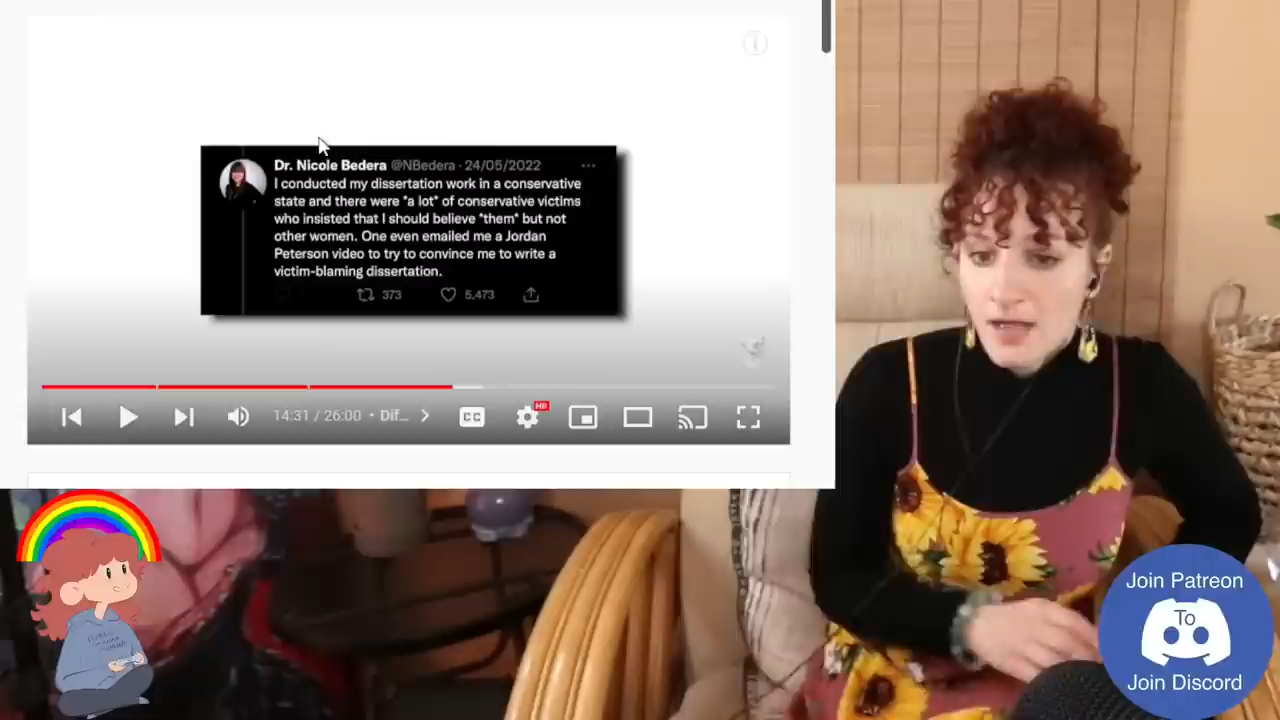 Dr. Nicole Bedera @NBedera · 24/05/2022
I conducted my dissertation work in a conservative
state and there were *a lot* of conservative victims
who insisted that I should believe *them* but not
other women. One even emailed me a Jordan
Peterson video to try to convince me to write a
victim-blaming dissertation.
373 5,473
14:31 / 26:00 • Dif...
CC
HD
Join Patreon
To
Join Discord